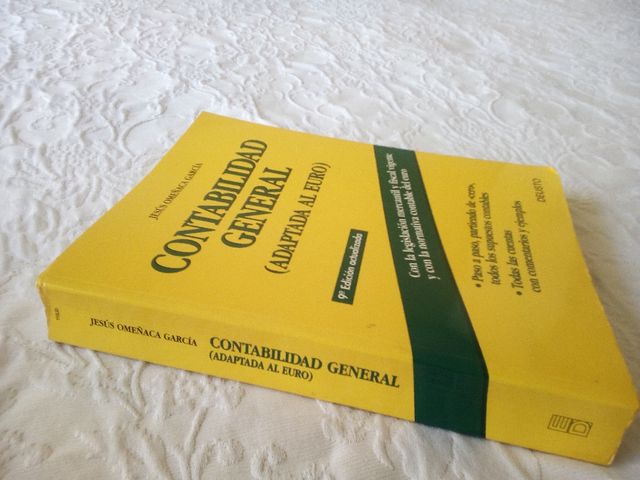 JESÚS OMEÑACA GARCÍA
CONTABILIDAD
GENERAL
(ADAPTADA AL EURO)
9ª Edición actualizada
Con la legislación mercantil y fiscal vigente
y con la normativa contable del euro
• Paso a paso, partiendo de «cero»,
todos los supuestos contables
• Todas las cuentas
con comentarios y ejemplos
DEUSTO
JESÚS OMEÑACA GARCÍA
CONTABILIDAD GENERAL
(ADAPTADA AL EURO)
ED